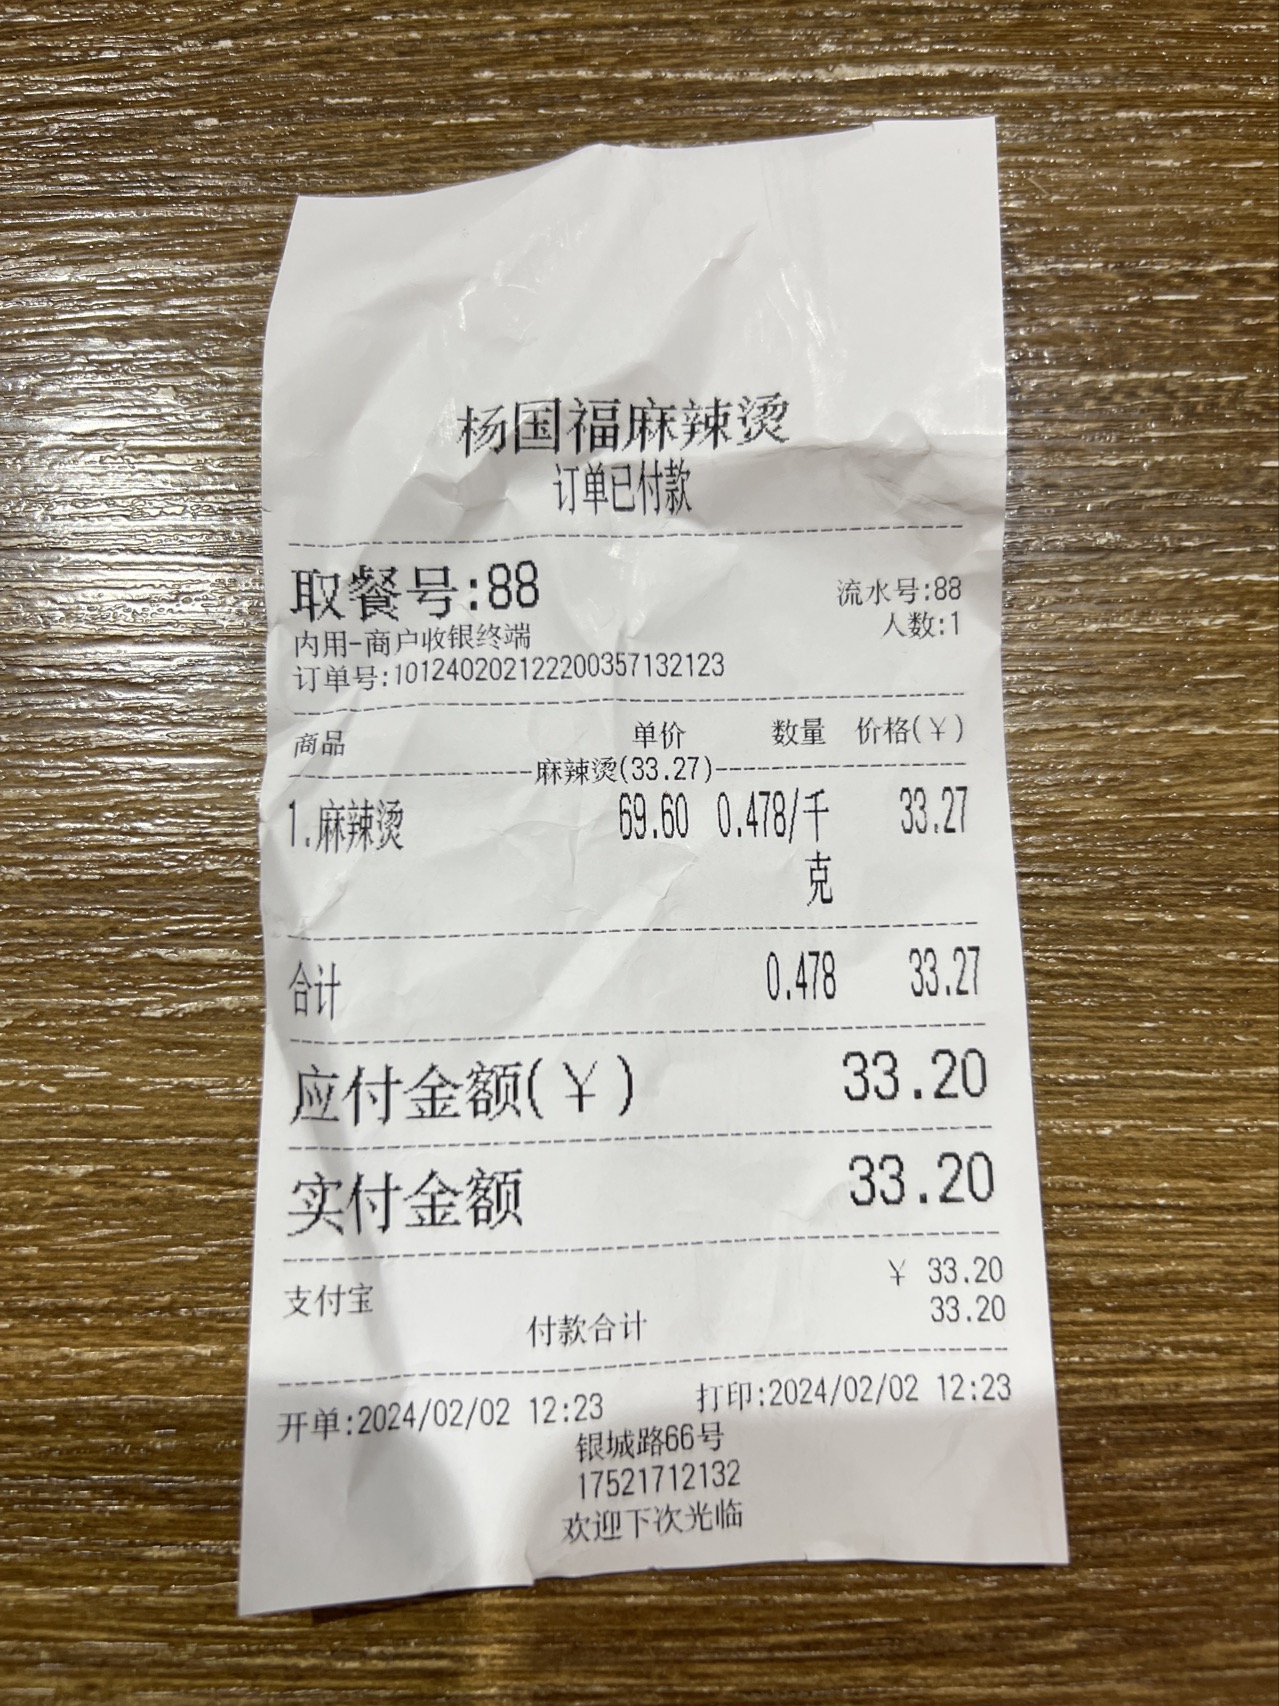 杨国福麻辣烫
订单已付款
取餐号:88 流水号:88
内用-商户收银终端 人数:1
订单号:101240202122200357132123
商品 单价 数量 价格(¥)
麻辣烫(33.27)
1.麻辣烫 69.60 0.478/千 33.27
克
合计 0.478 33.27
应付金额(¥) 33.20
实付金额 33.20
支付宝 ¥ 33.20
付款合计 33.20
开单:2024/02/02 12:23 打印:2024/02/02 12:23
银城路66号
17521712132
欢迎下次光临